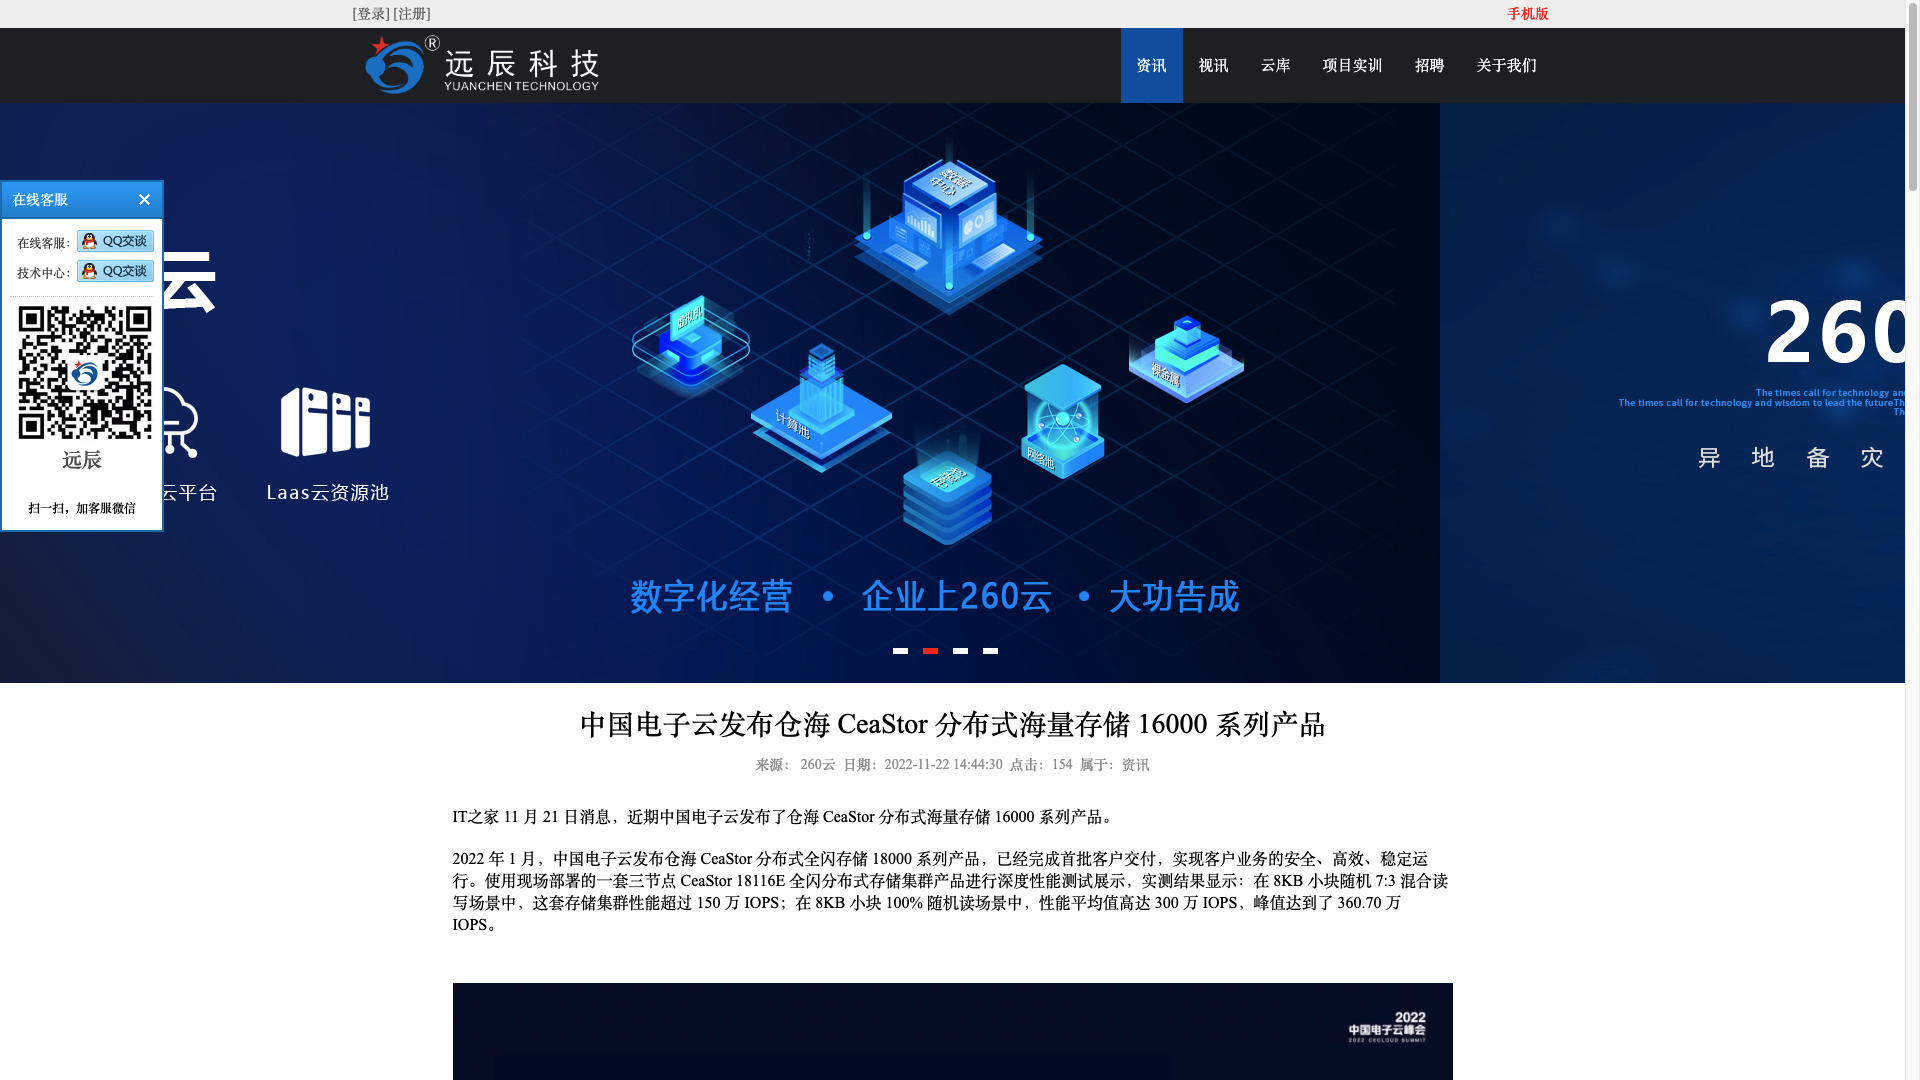 [登录] [注册]
手机版
远辰科技
YUANCHEN TECHNOLOGY
资讯
视讯
云库
项目实训
招聘
关于我们
在线客服
在线客服：
QQ交谈
技术中心：
QQ交谈
远辰
扫一扫，加客服微信
云
云平台
Laas云资源池
数据中心
虚拟机
计算池
网络池
裸金属
数字化经营 • 企业上260云 • 大功告成
260
The times call for technology an
The times call for technology and wisdom to lead the futureTh
Th
异地备灾
中国电子云发布仓海 CeaStor 分布式海量存储 16000 系列产品
来源： 260云 日期：2022-11-22 14:44:30 点击：154 属于：资讯
IT之家 11 月 21 日消息，近期中国电子云发布了仓海 CeaStor 分布式海量存储 16000 系列产品。
2022 年 1 月，中国电子云发布仓海 CeaStor 分布式全闪存储 18000 系列产品，已经完成首批客户交付，实现客户业务的安全、高效、稳定运
行。使用现场部署的一套三节点 CeaStor 18116E 全闪分布式存储集群产品进行深度性能测试展示，实测结果显示：在 8KB 小块随机 7:3 混合读
写场景中，这套存储集群性能超过 150 万 IOPS；在 8KB 小块 100% 随机读场景中，性能平均值高达 300 万 IOPS，峰值达到了 360.70 万
IOPS。
2022
中国电子云峰会
2022 CECLOUD SUMMIT